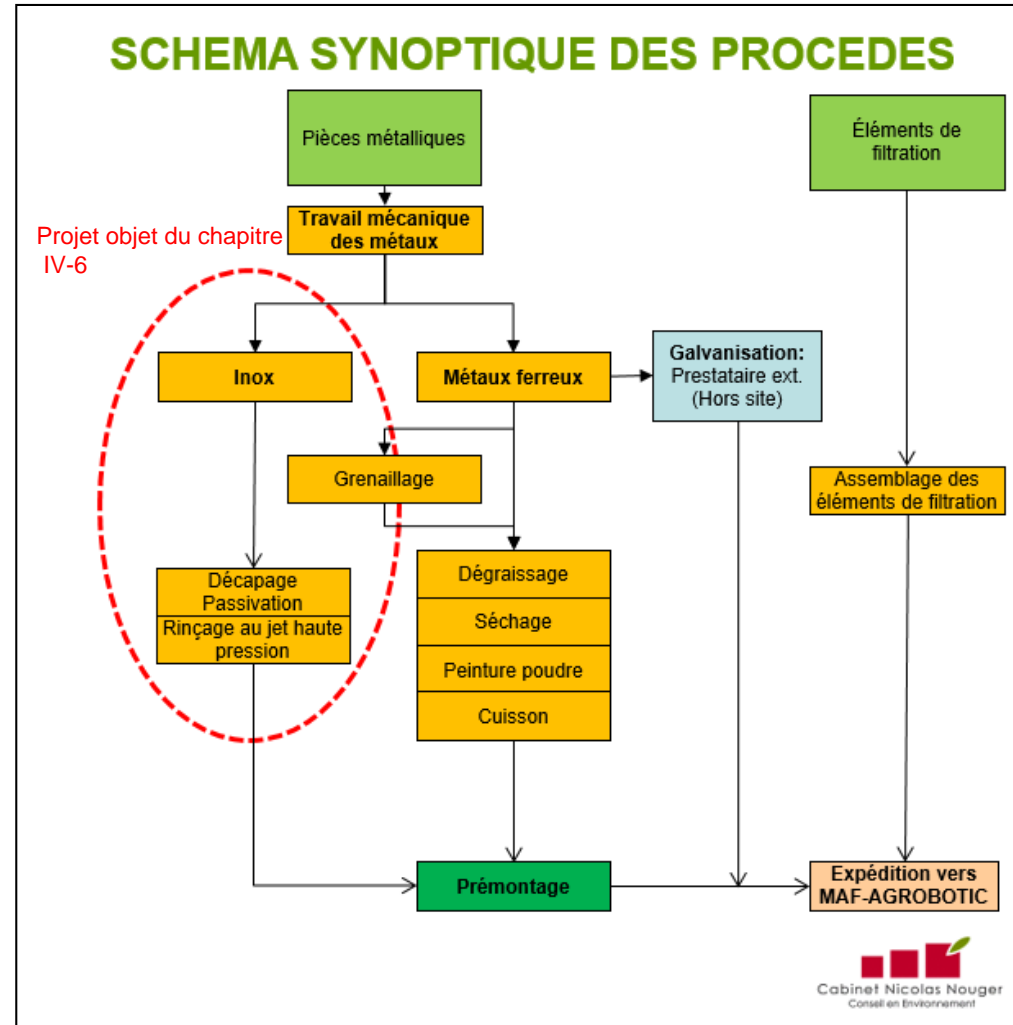 SCHEMA SYNOPTIQUE DES PROCEDES
Pièces métalliques
Éléments de
filtration
Travail mécanique
des métaux
Projet objet du chapitre
IV-6
Inox
Métaux ferreux
Galvanisation:
Prestataire ext.
(Hors site)
Grenaillage
Assemblage des
éléments de filtration
Décapage
Passivation
Rinçage au jet haute
pression
Dégraissage
Séchage
Peinture poudre
Cuisson
Prémontage
Expédition vers
MAF-AGROBOTIC
Cabinet Nicolas Nouger
Conseil en Environnement